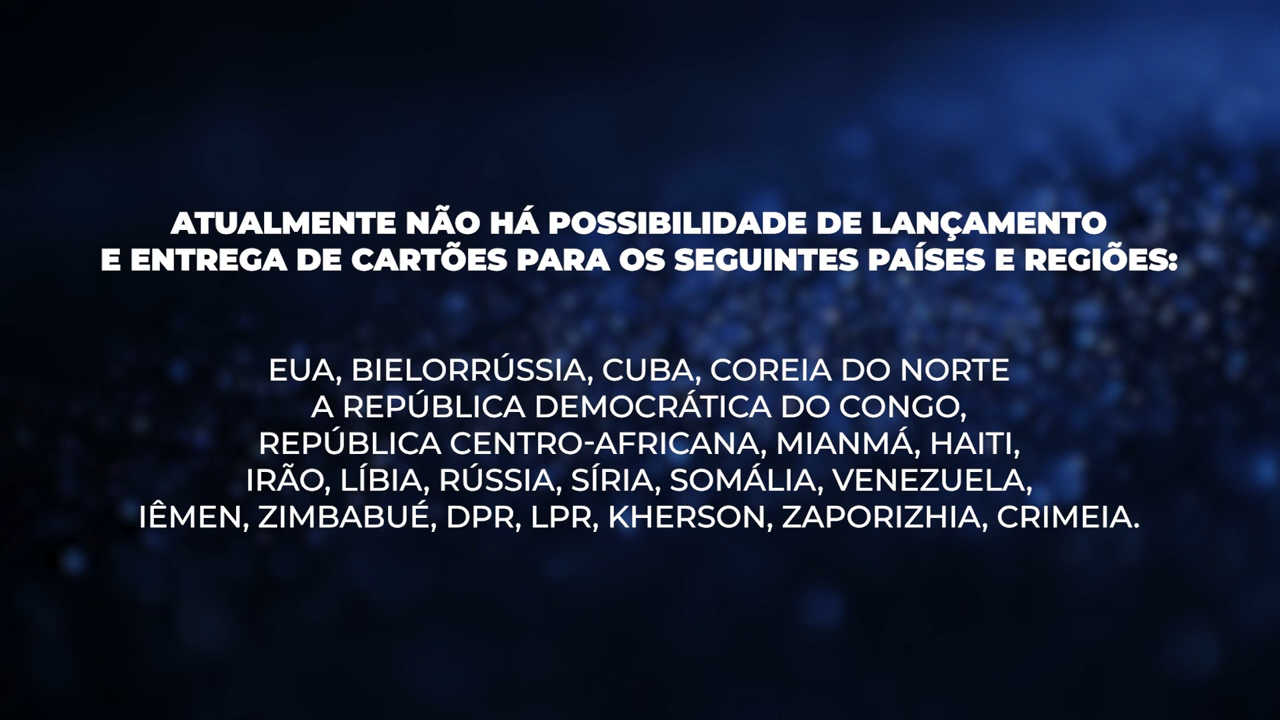 ATUALMENTE NÃO HÁ POSSIBILIDADE DE LANÇAMENTO
E ENTREGA DE CARTÕES PARA OS SEGUINTES PAÍSES E REGIÕES:
EUA, BIELORRÚSSIA, CUBA, COREIA DO NORTE
A REPÚBLICA DEMOCRÁTICA DO CONGO,
REPÚBLICA CENTRO-AFRICANA, MIANMÁ, HAITI,
IRÃO, LÍBIA, RÚSSIA, SÍRIA, SOMÁLIA, VENEZUELA,
IÊMEN, ZIMBABUÉ, DPR, LPR, KHERSON, ZAPORIZHIA, CRIMEIA.